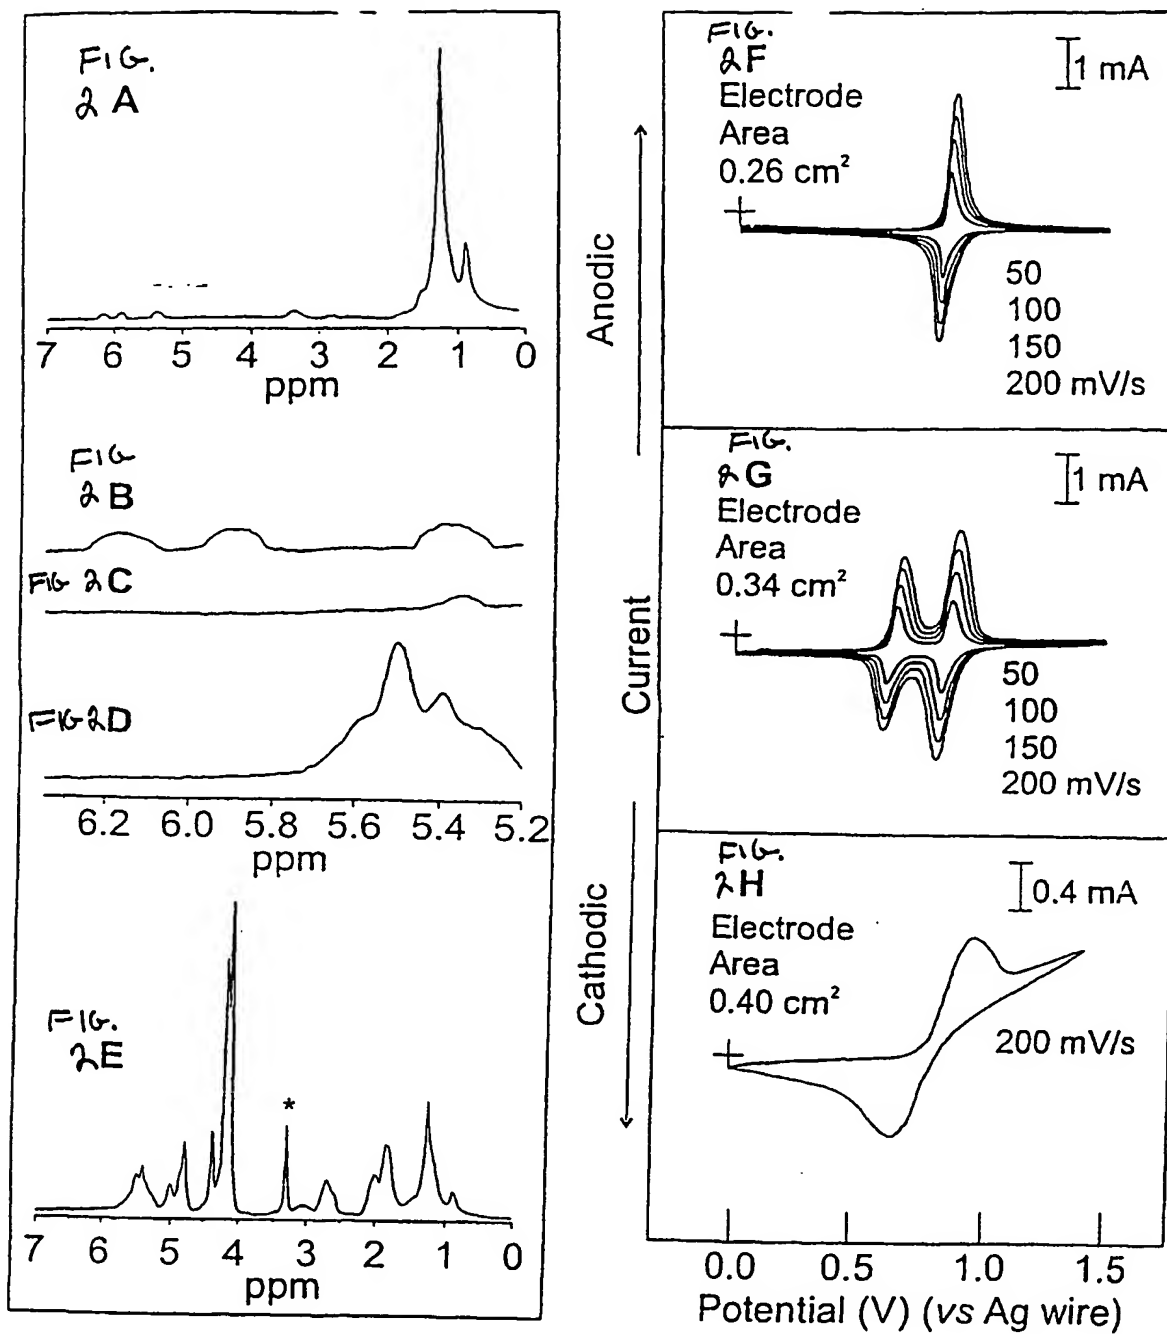 FIG.
2 A
7 6 5 4 3 2 1 0
ppm
FIG
2 B
FIG 2C
FIG 2D
6.2 6.0 5.8 5.6 5.4 5.2
ppm
FIG.
2E
*
7 6 5 4 3 2 1 0
ppm
Anodic
Current
Cathodic
FIG.
2F
1 mA
Electrode
Area
0.26 cm²
50
100
150
200 mV/s
FIG.
2G
1 mA
Electrode
Area
0.34 cm²
50
100
150
200 mV/s
FIG.
2H
0.4 mA
Electrode
Area
0.40 cm²
200 mV/s
0.0 0.5 1.0 1.5
Potential (V) (vs Ag wire)